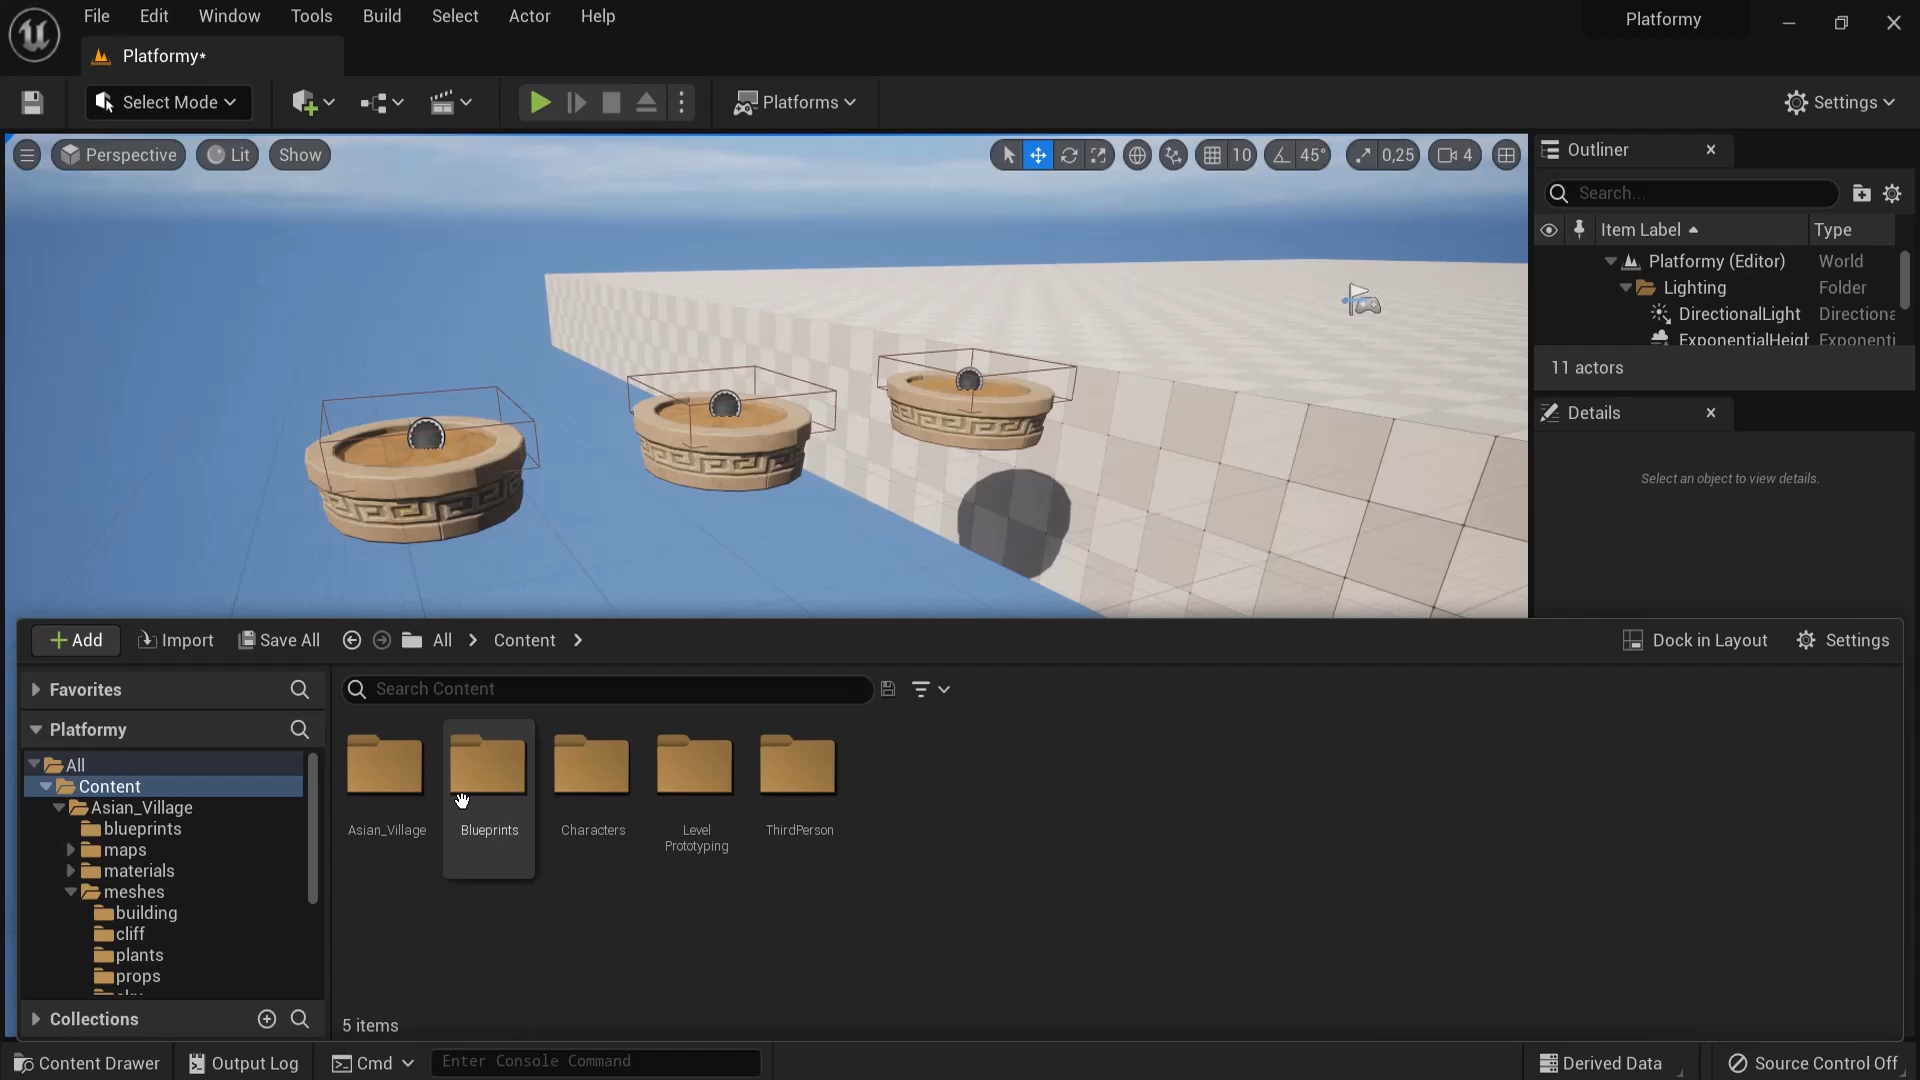 File Edit Window Tools Build Select Actor Help
Platformy
Platformy*
Select Mode
Platforms
Settings
Perspective Lit Show
10 45° 0,25 4
Outliner
Search...
Item Label Type
Platformy (Editor) World
Lighting Folder
DirectionalLight Directiona
ExponentialHeigh Exponenti
11 actors
Details
Select an object to view details.
Add Import Save All All Content
Dock in Layout Settings
Favorites
Search Content
Platformy
All
Content
Asian_Village
blueprints
maps
materials
meshes
building
cliff
plants
props
Asian_Village Blueprints Characters Level Prototyping ThirdPerson
Collections
5 items
Content Drawer Output Log Cmd Enter Console Command
Derived Data Source Control Off